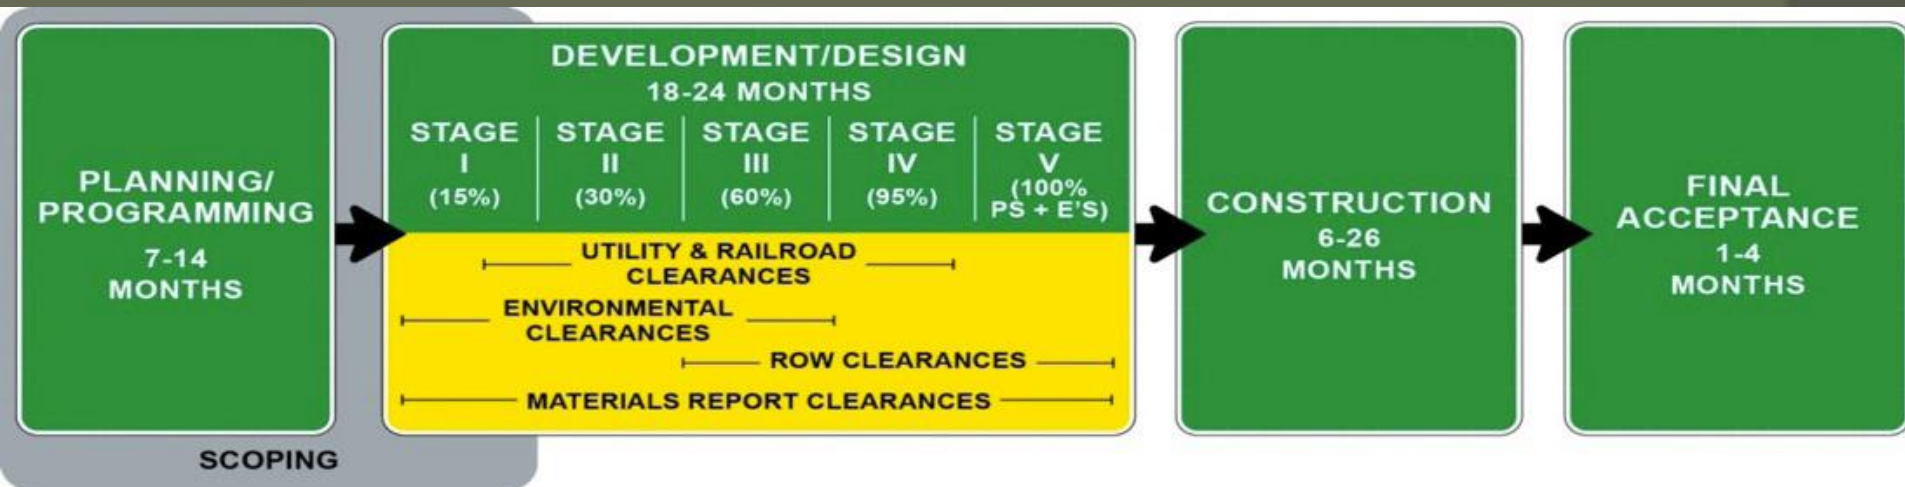 PLANNING/
PROGRAMMING
7-14
MONTHS
SCOPING
DEVELOPMENT/DESIGN
18-24 MONTHS
STAGE
I
(15%)
STAGE
II
(30%)
STAGE
III
(60%)
STAGE
IV
(95%)
STAGE
V
(100%
PS + E'S)
UTILITY & RAILROAD
CLEARANCES
ENVIRONMENTAL
CLEARANCES
ROW CLEARANCES
MATERIALS REPORT CLEARANCES
CONSTRUCTION
6-26
MONTHS
FINAL
ACCEPTANCE
1-4
MONTHS